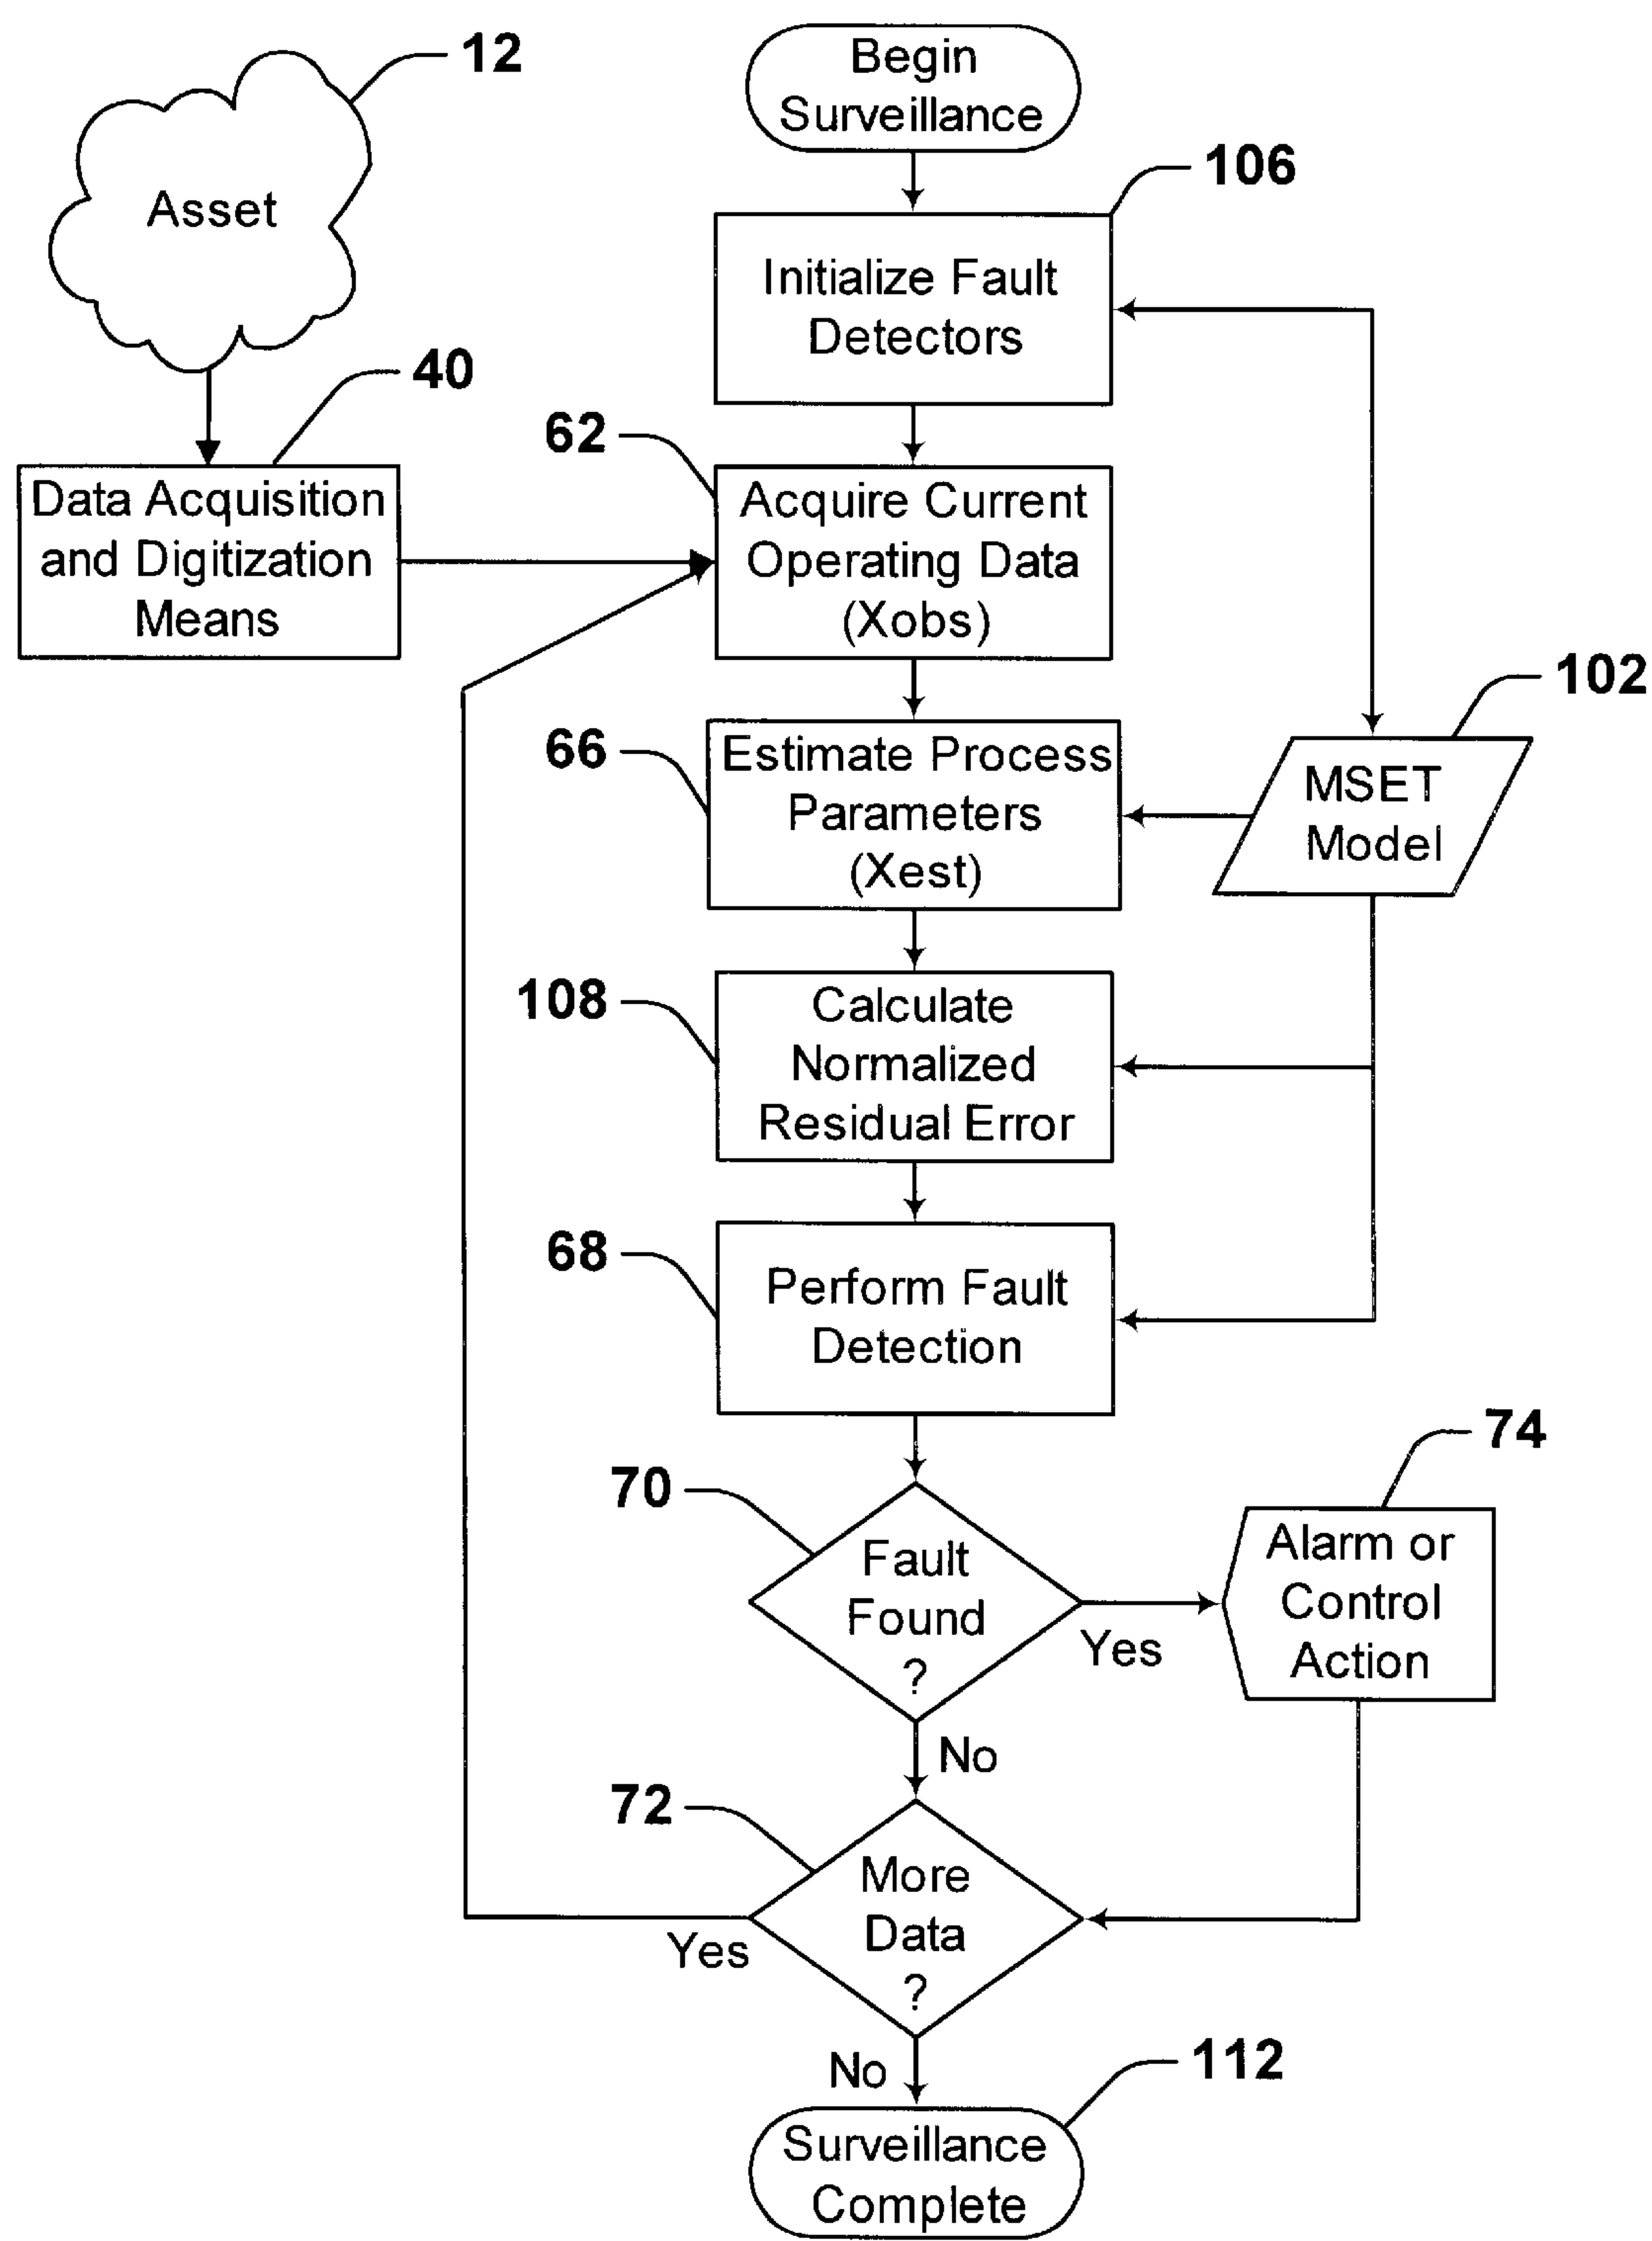 12
Begin
Surveillance
106
Asset
Initialize Fault
Detectors
40
62
Data Acquisition
and Digitization
Means
Acquire Current
Operating Data
(Xobs)
102
66
Estimate Process
Parameters
(Xest)
MSET
Model
108
Calculate
Normalized
Residual Error
68
Perform Fault
Detection
74
70
Fault
Found
?
Yes
Alarm or
Control
Action
No
72
More
Data
?
Yes
No
112
Surveillance
Complete